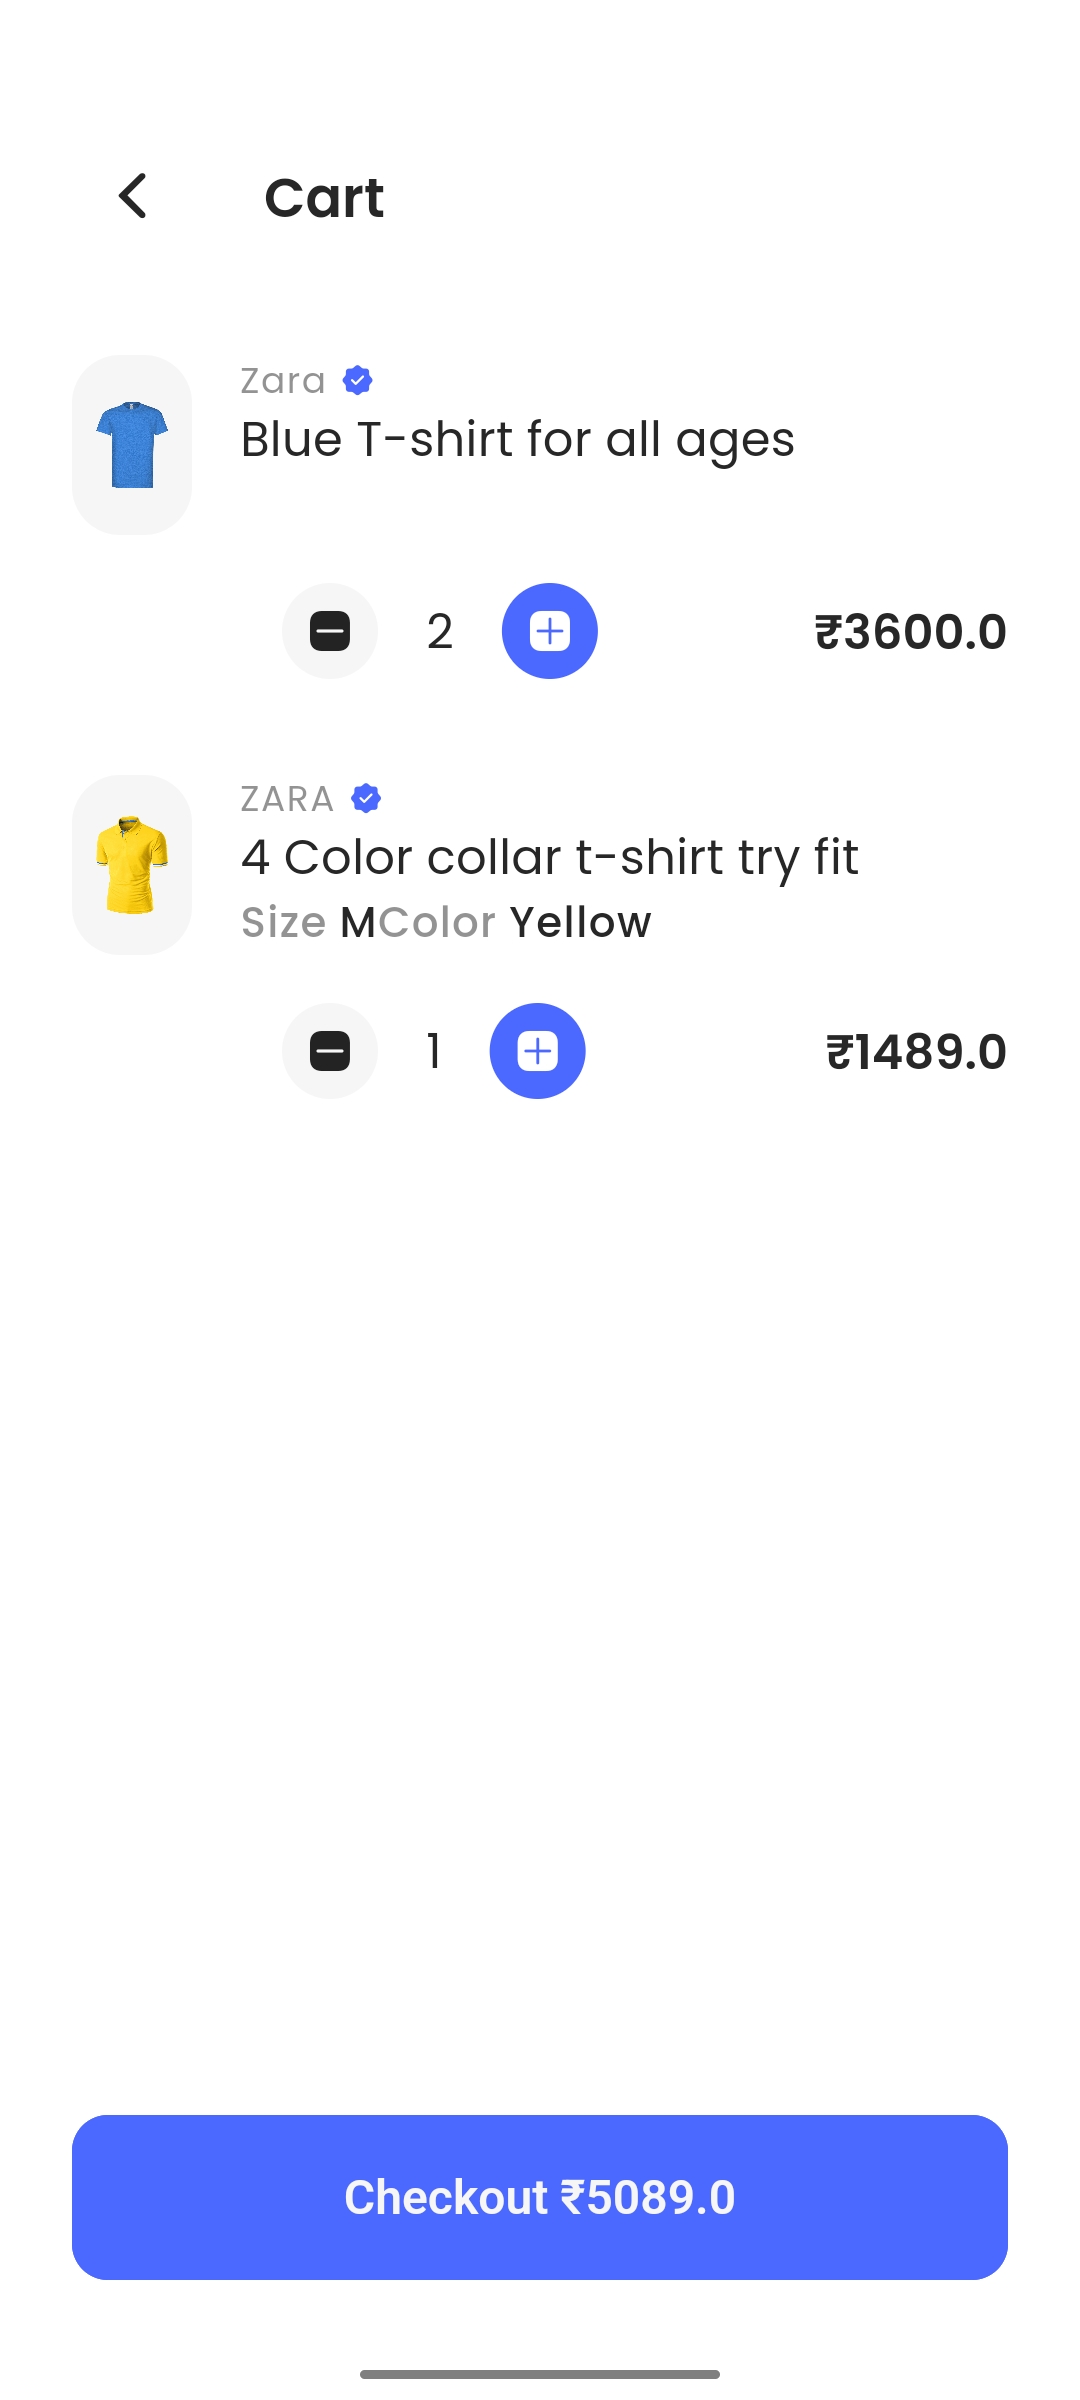 Cart
Zara
Blue T-shirt for all ages
2
₹3600.0
ZARA
4 Color collar t-shirt try fit
Size MColor Yellow
1
₹1489.0
Checkout ₹5089.0